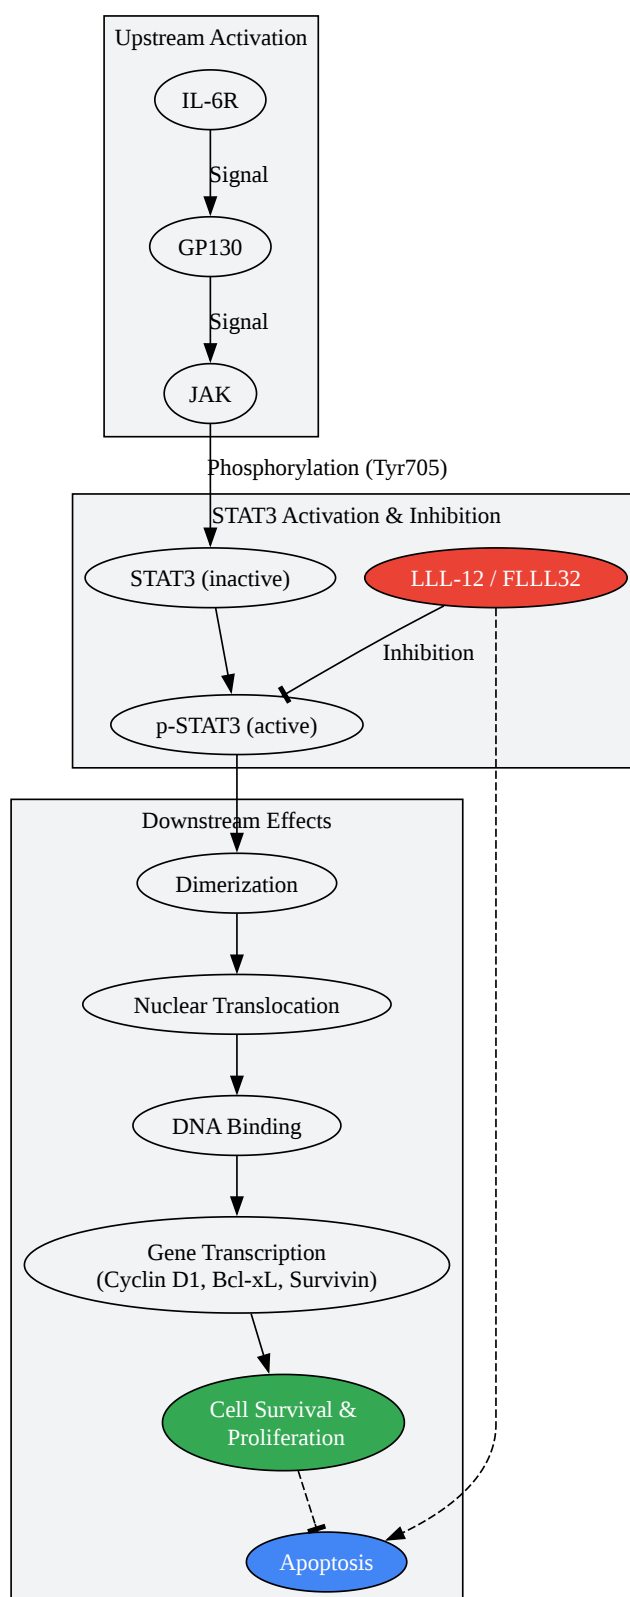 Upstream Activation
IL-6R
Signal
GP130
Signal
JAK
Phosphorylation (Tyr705)
STAT3 Activation & Inhibition
STAT3 (inactive)
LLL-12 / FLLL32
Inhibition
p-STAT3 (active)
Downstream Effects
Dimerization
Nuclear Translocation
DNA Binding
Gene Transcription
(Cyclin D1, Bcl-xL, Survivin)
Cell Survival &
Proliferation
Apoptosis